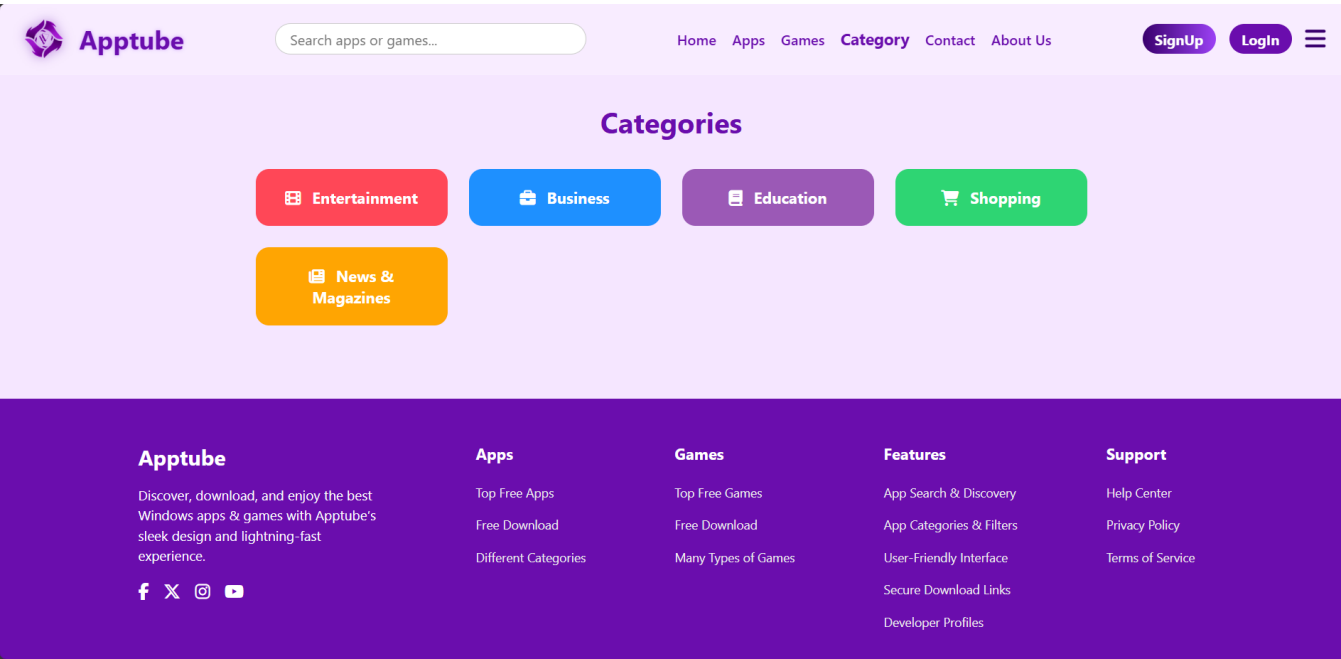 Apptube
Search apps or games...
Home Apps Games Category Contact About Us
SignUp LogIn
Categories
Entertainment
Business
Education
Shopping
News &
Magazines
Apptube
Discover, download, and enjoy the best
Windows apps & games with Apptube's
sleek design and lightning-fast
experience.
Apps
Top Free Apps
Free Download
Different Categories
Games
Top Free Games
Free Download
Many Types of Games
Features
App Search & Discovery
App Categories & Filters
User-Friendly Interface
Secure Download Links
Developer Profiles
Support
Help Center
Privacy Policy
Terms of Service